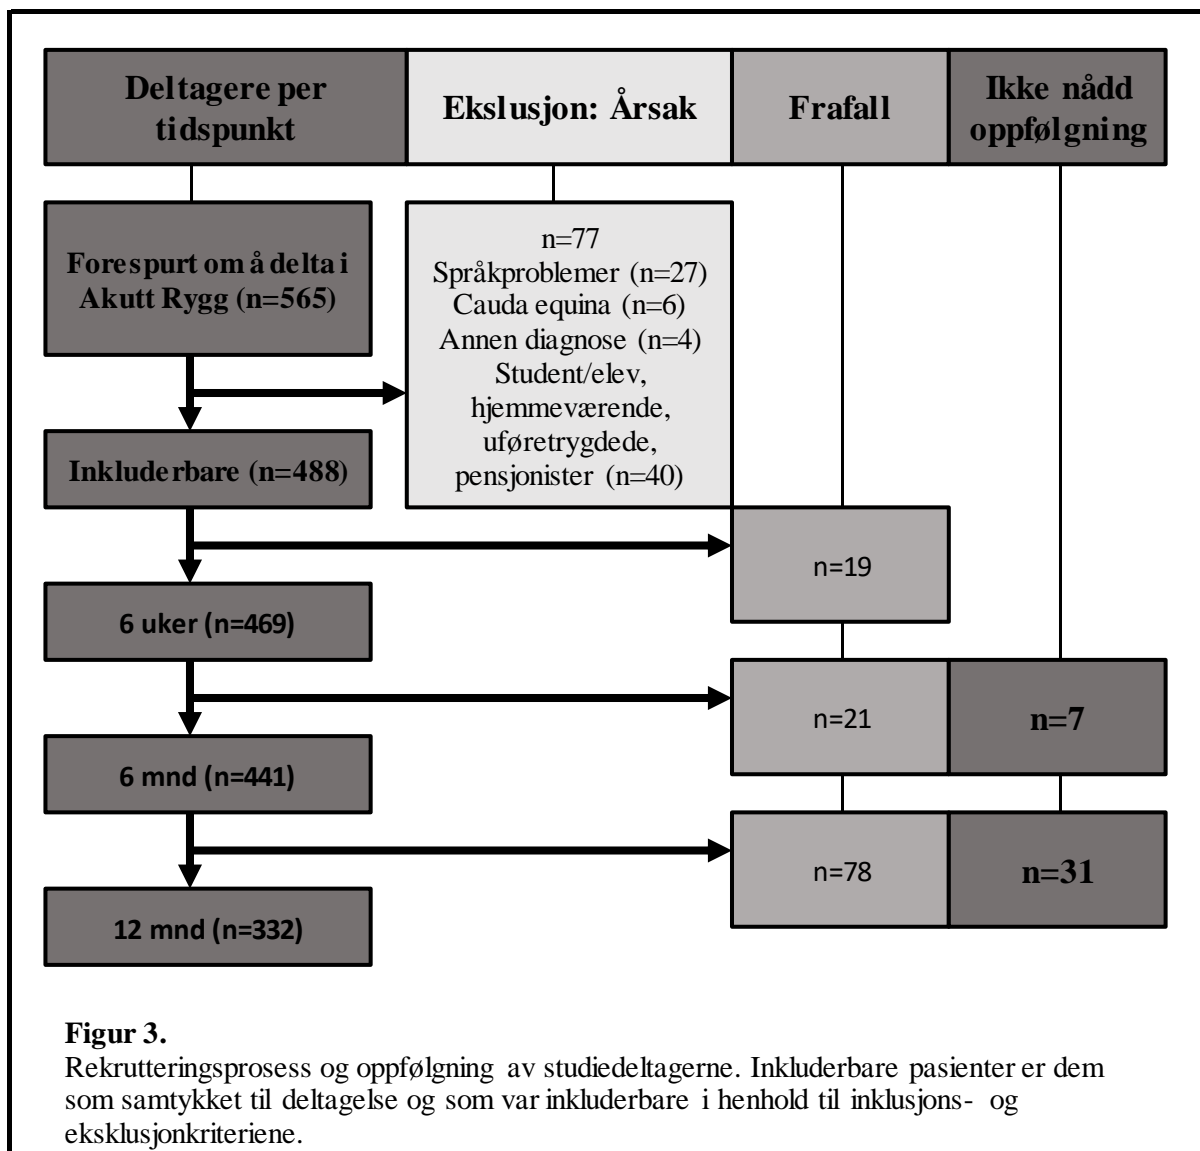 Deltagere per
tidspunkt
Ekslusjon: Årsak
Frafall
Ikke nådd
oppfølgning
Forespurt om å delta i
Akutt Rygg (n=565)
n=77
Språkproblemer (n=27)
Cauda equina (n=6)
Annen diagnose (n=4)
Student/elev,
hjemmeværende,
uføretrygdede,
pensjonister (n=40)
Inkluderbare (n=488)
n=19
6 uker (n=469)
n=21
n=7
6 mnd (n=441)
n=78
n=31
12 mnd (n=332)
Figur 3.
Rekrutteringsprosess og oppfølgning av studiedeltagerne. Inkluderbare pasienter er dem
som samtykket til deltagelse og som var inkluderbare i henhold til inklusjons- og
eksklusjonkriteriene.